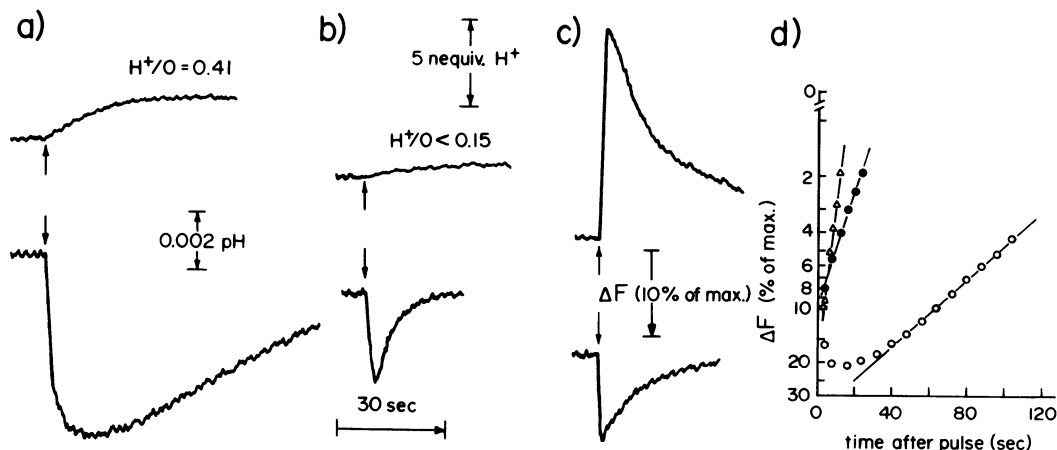 a)
H⁺/O = 0.41
0.002 pH
b)
5 nequiv. H⁺
H⁺/O < 0.15
30 sec
c)
ΔF (10% of max.)
d)
ΔF (% of max.)
0
2
4
6
8
10
20
30
0
40
80
120
time after pulse (sec)